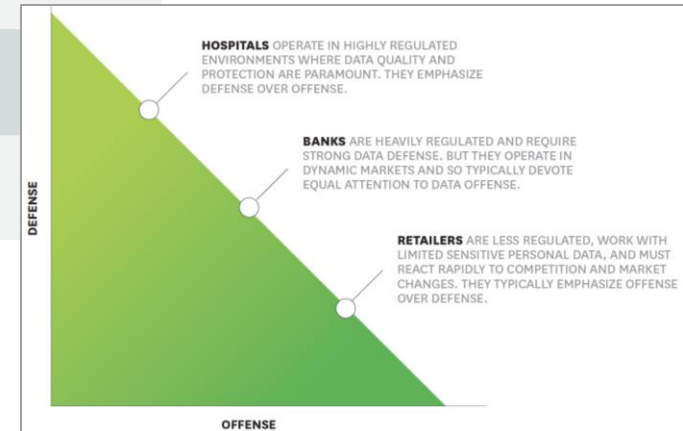 HOSPITALS OPERATE IN HIGHLY REGULATED
ENVIRONMENTS WHERE DATA QUALITY AND
PROTECTION ARE PARAMOUNT. THEY EMPHASIZE
DEFENSE OVER OFFENSE.
BANKS ARE HEAVILY REGULATED AND REQUIRE
STRONG DATA DEFENSE. BUT THEY OPERATE IN
DYNAMIC MARKETS AND SO TYPICALLY DEVOTE
EQUAL ATTENTION TO DATA OFFENSE.
DEFENSE
RETAILERS ARE LESS REGULATED, WORK WITH
LIMITED SENSITIVE PERSONAL DATA, AND MUST
REACT RAPIDLY TO COMPETITION AND MARKET
CHANGES. THEY TYPICALLY EMPHASIZE OFFENSE
OVER DEFENSE.
OFFENSE